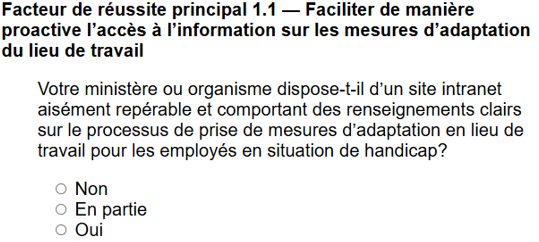 Facteur de réussite principal 1.1 — Faciliter de manière
proactive l’accès à l’information sur les mesures d’adaptation
du lieu de travail
Votre ministère ou organisme dispose-t-il d’un site intranet
aisément repérable et comportant des renseignements clairs
sur le processus de prise de mesures d’adaptation en lieu de
travail pour les employés en situation de handicap?
Non
En partie
Oui